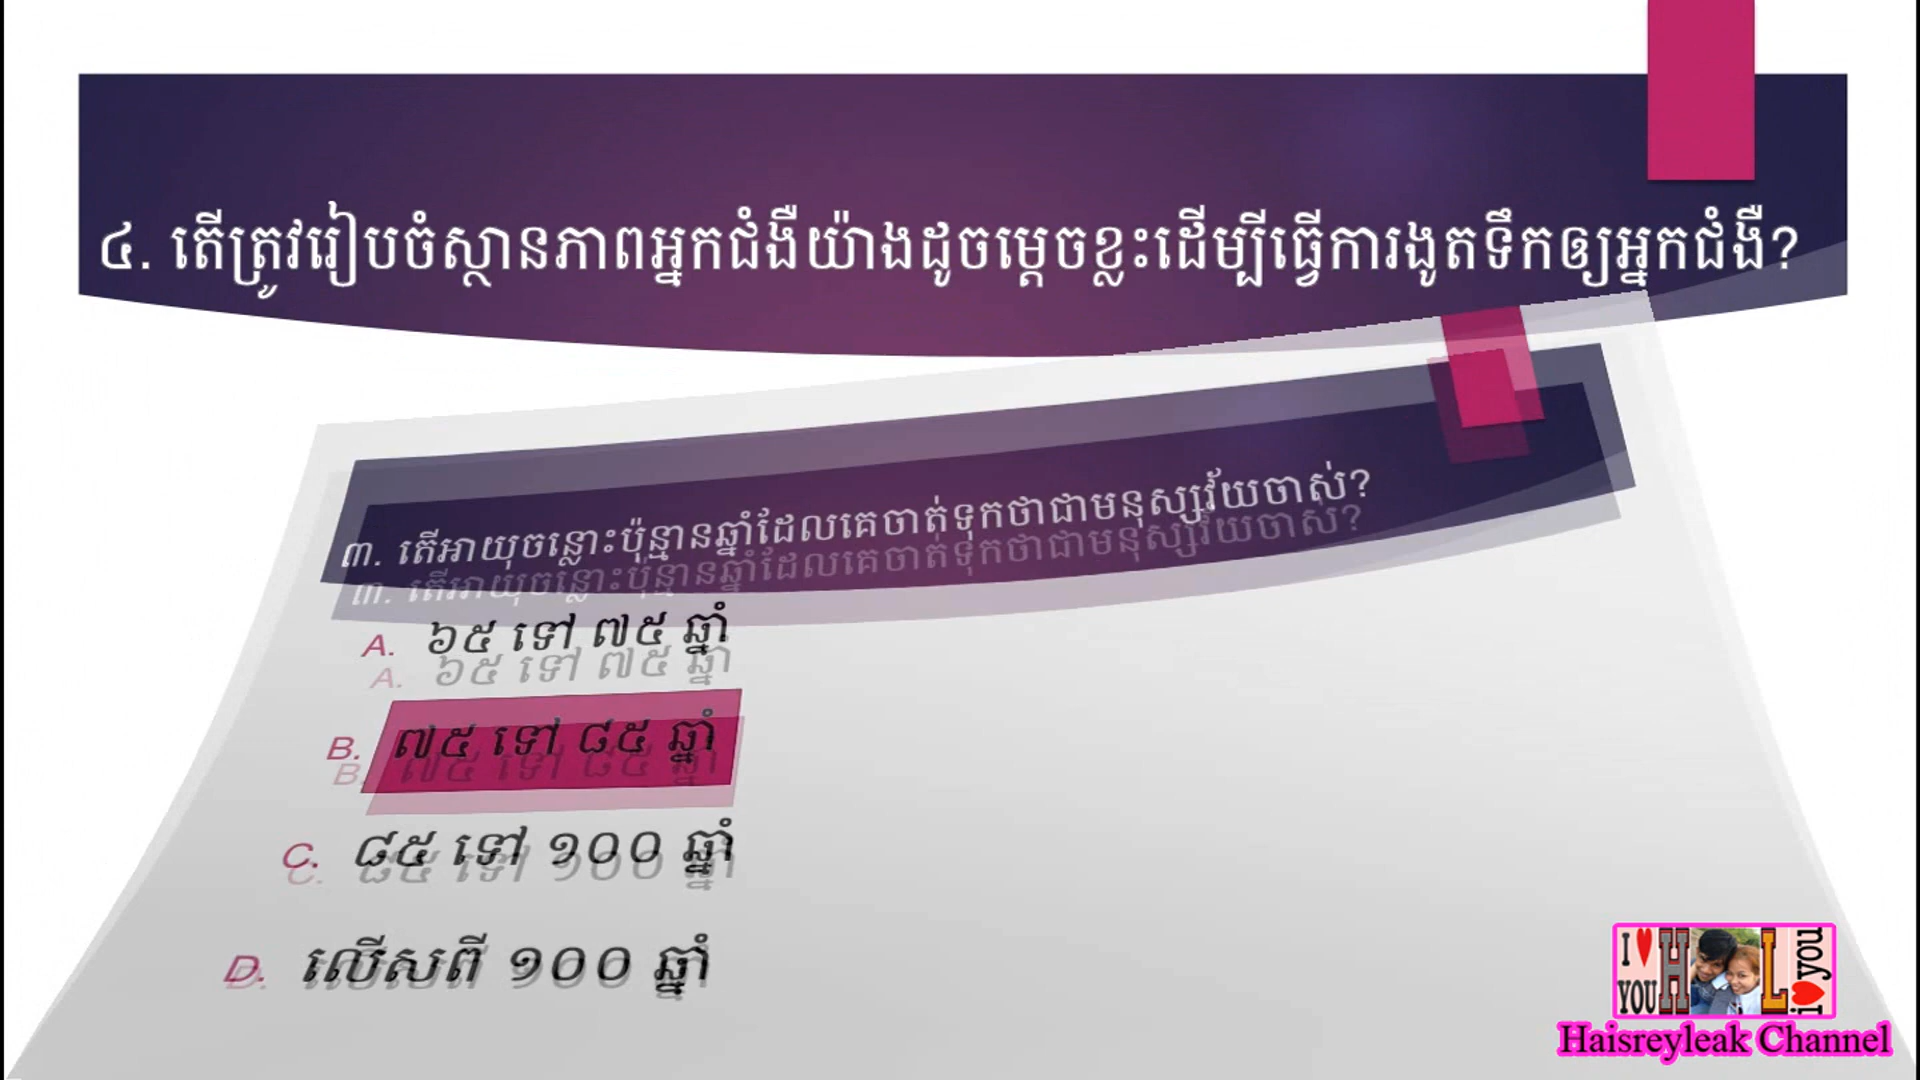 ៤. តើត្រូវរៀបចំស្ថានភាពអ្នកជំងឺយ៉ាងដូចម្ដេចខ្លះដើម្បីធ្វើការងូតទឹកឲ្យអ្នកជំងឺ?
៣. តើអាយុចន្លោះប៉ុន្មានឆ្នាំដែលគេចាត់ទុកថាជាមនុស្សវ័យចាស់?
A. ៦៥ ទៅ ៧៥ ឆ្នាំ
B. ៧៥ ទៅ ៨៥ ឆ្នាំ
C. ៨៥ ទៅ ១០០ ឆ្នាំ
D. លើសពី ១០០ ឆ្នាំ
I ♥ YOU
H L
i ♥ you
Haisreyleak Channel